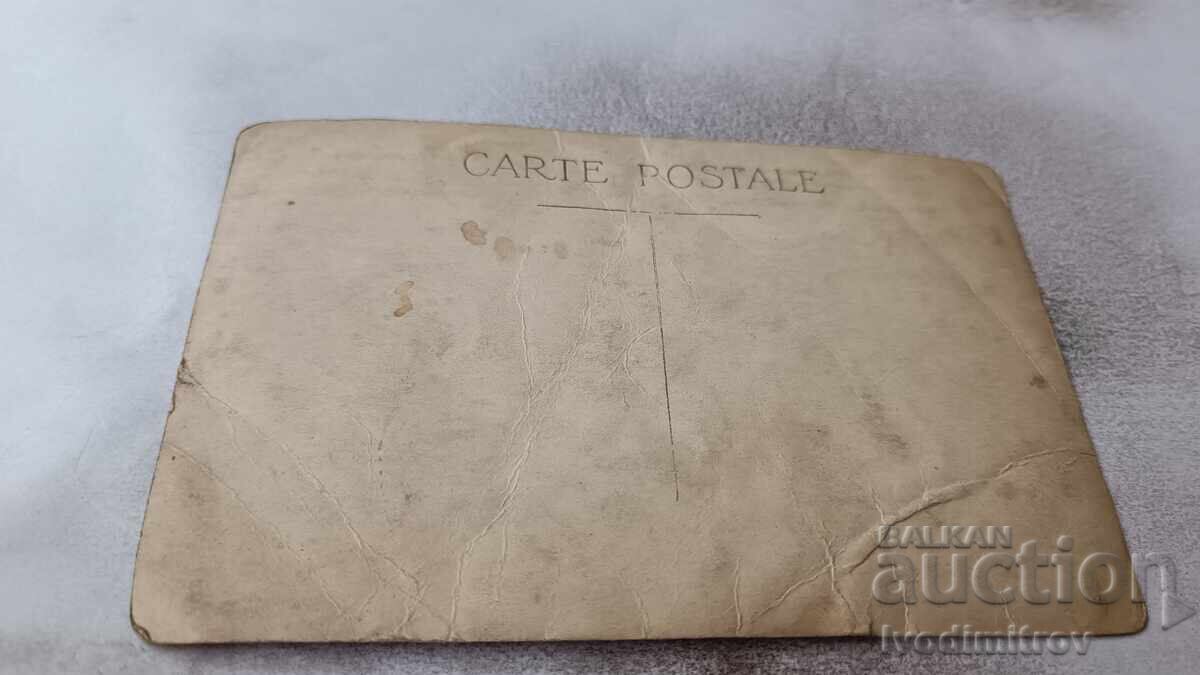 CARTE POSTALE
BALKAN
auction
Ivodimitrov